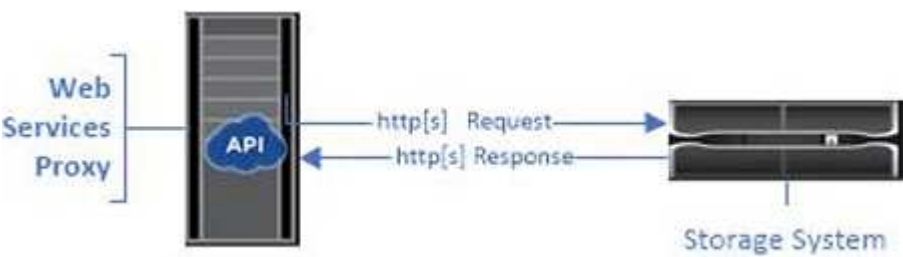 Web
Services
Proxy
API
http[s] Request
http[s] Response
Storage System